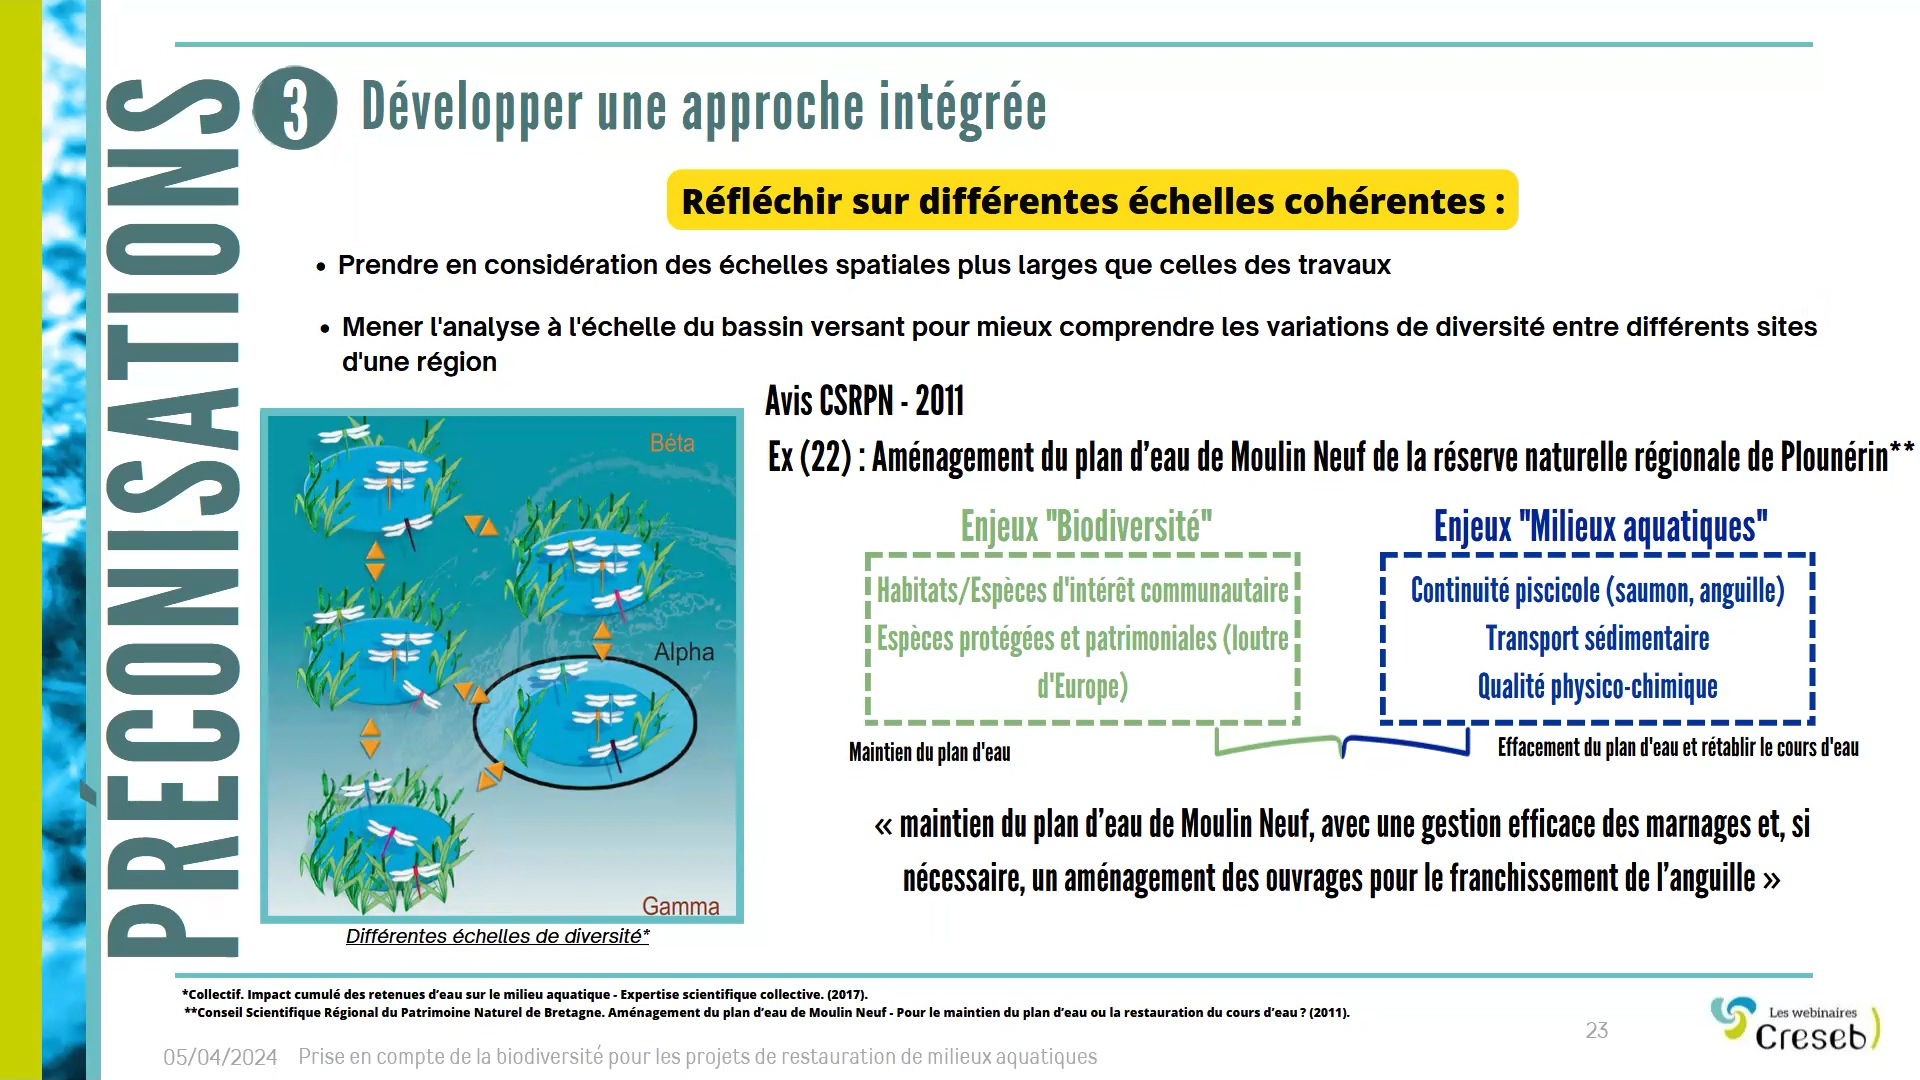 PRÉCONISATIONS
3 Développer une approche intégrée
Réfléchir sur différentes échelles cohérentes :
• Prendre en considération des échelles spatiales plus larges que celles des travaux
• Mener l'analyse à l'échelle du bassin versant pour mieux comprendre les variations de diversité entre différents sites
d'une région
Béta
Alpha
Gamma
Différentes échelles de diversité*
Avis CSRPN - 2011
Ex (22) : Aménagement du plan d’eau de Moulin Neuf de la réserve naturelle régionale de Plounérin**
Enjeux "Biodiversité"
Habitats/Espèces d'intérêt communautaire
Espèces protégées et patrimoniales (loutre
d'Europe)
Maintien du plan d'eau
Enjeux "Milieux aquatiques"
Continuité piscicole (saumon, anguille)
Transport sédimentaire
Qualité physico-chimique
Effacement du plan d'eau et rétablir le cours d'eau
« maintien du plan d’eau de Moulin Neuf, avec une gestion efficace des marnages et, si
nécessaire, un aménagement des ouvrages pour le franchissement de l’anguille »
*Collectif. Impact cumulé des retenues d’eau sur le milieu aquatique - Expertise scientifique collective. (2017).
**Conseil Scientifique Régional du Patrimoine Naturel de Bretagne. Aménagement du plan d’eau de Moulin Neuf - Pour le maintien du plan d’eau ou la restauration du cours d’eau ? (2011).
05/04/2024 Prise en compte de la biodiversité pour les projets de restauration de milieux aquatiques
23
Les webinaires
Creseb